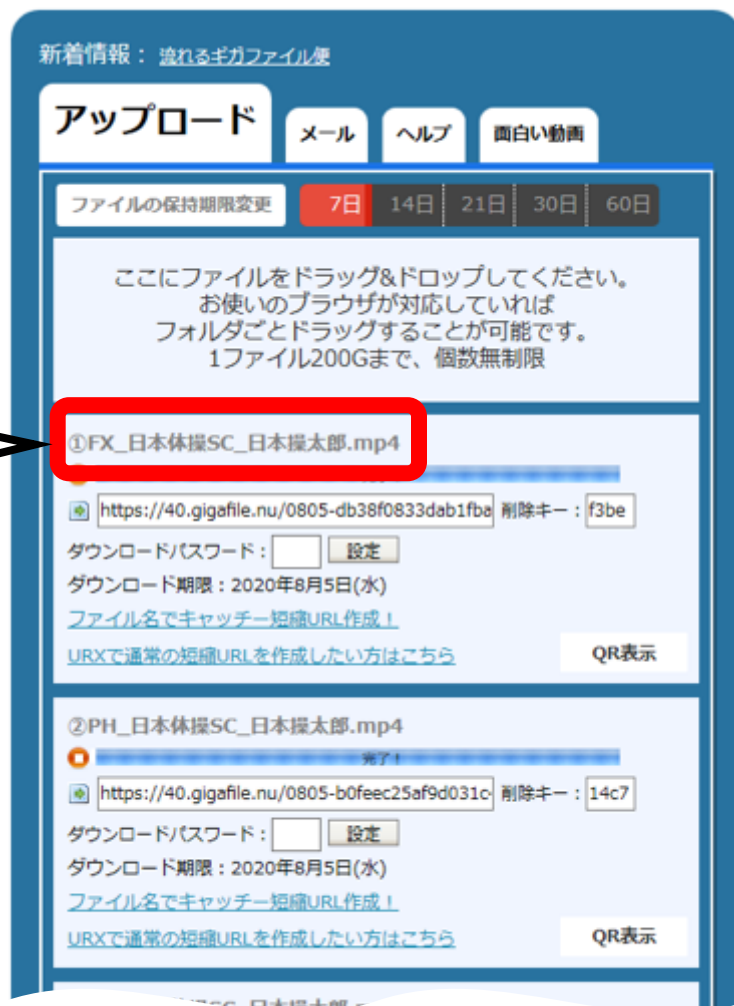 新着情報： 流れるギガファイル便
アップロード メール ヘルプ 面白い動画
ファイルの保持期限変更 7日 14日 21日 30日 60日
ここにファイルをドラッグ&ドロップしてください。
お使いのブラウザが対応していれば
フォルダごとドラッグすることが可能です。
1ファイル200Gまで、個数無制限
①FX_日本体操SC_日本操太郎.mp4
https://40.gigafile.nu/0805-db38f0833dab1fba 削除キー：f3be
ダウンロードパスワード： 設定
ダウンロード期限：2020年8月5日(水)
ファイル名でキャッチー短縮URL作成！
URXで通常の短縮URLを作成したい方はこちら QR表示
②PH_日本体操SC_日本操太郎.mp4
完了！
https://40.gigafile.nu/0805-b0feec25af9d031c 削除キー：14c7
ダウンロードパスワード： 設定
ダウンロード期限：2020年8月5日(水)
ファイル名でキャッチー短縮URL作成！
URXで通常の短縮URLを作成したい方はこちら QR表示